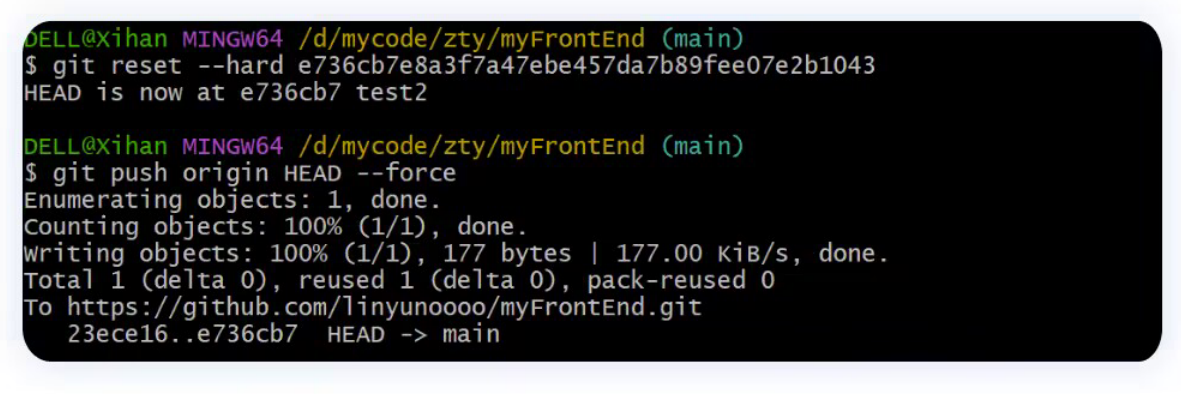 DELL@Xihan MINGW64 /d/mycode/zty/myFrontEnd (main)
$ git reset --hard e736cb7e8a3f7a47ebe457da7b89fee07e2b1043
HEAD is now at e736cb7 test2
DELL@Xihan MINGW64 /d/mycode/zty/myFrontEnd (main)
$ git push origin HEAD --force
Enumerating objects: 1, done.
Counting objects: 100% (1/1), done.
Writing objects: 100% (1/1), 177 bytes | 177.00 KiB/s, done.
Total 1 (delta 0), reused 1 (delta 0), pack-reused 0
To https://github.com/linyunoooo/myFrontEnd.git
   23ece16..e736cb7  HEAD -> main